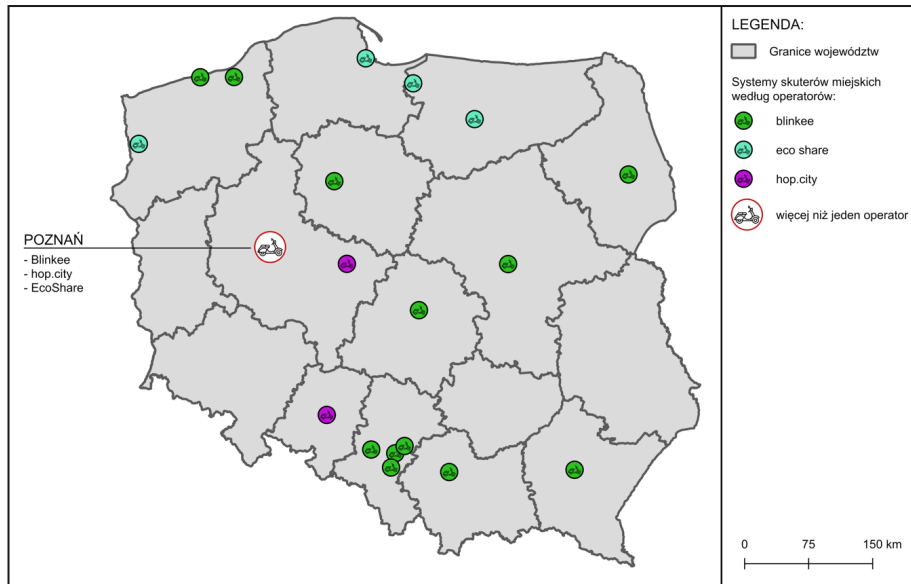 POZNAŃ
- Blinkee
- hop.city
- EcoShare
LEGENDA:
Granice województw
Systemy skuterów miejskich
według operatorów:
blinkee
eco share
hop.city
więcej niż jeden operator
0 75 150 km